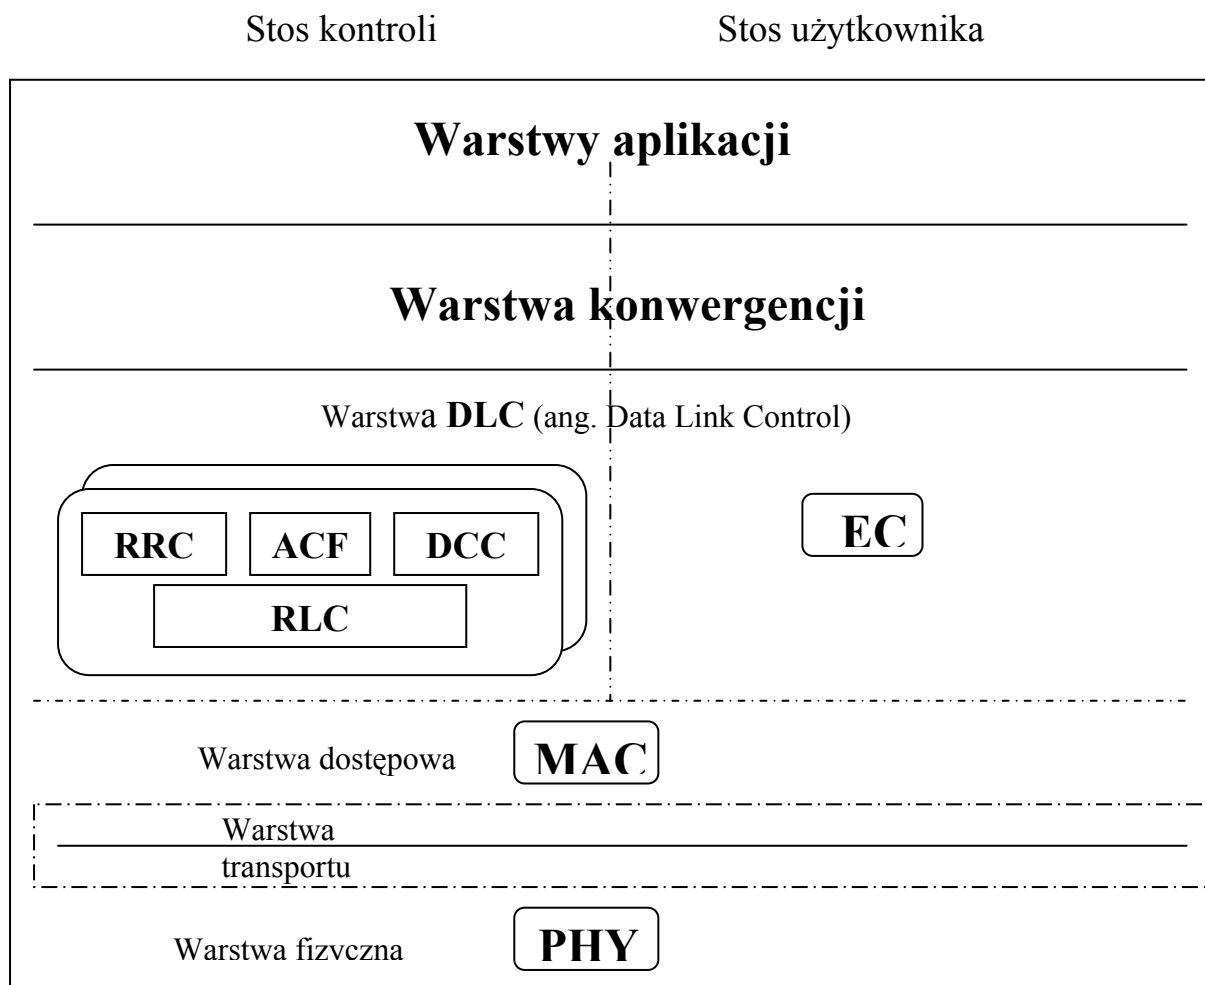 Stos kontroli Stos użytkownika
Warstwy aplikacji
Warstwa konwergencji
Warstwa DLC (ang. Data Link Control)
RRC ACF DCC EC
RLC
Warstwa dostępowa MAC
Warstwa
transportu
Warstwa fizyczna PHY